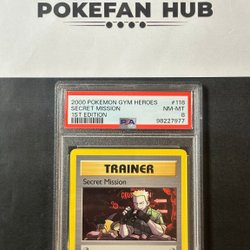 POKEFAN HUB
2000 POKEMON GYM HEROES #118
SECRET MISSION NM-MT
1ST EDITION 8
PSA 98227977
TRAINER
Secret Mission